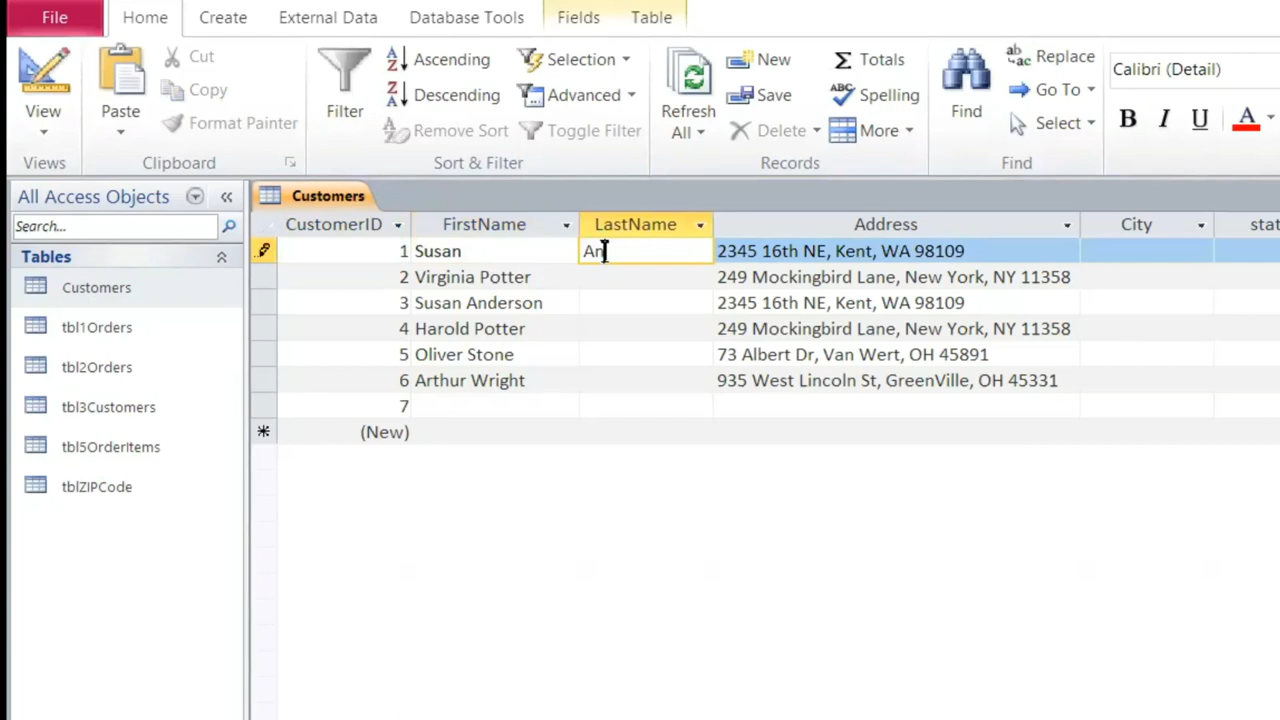 File Home Create External Data Database Tools Fields Table
View
Views
Paste
Cut
Copy
Format Painter
Clipboard
Filter
Ascending
Descending
Remove Sort
Selection
Advanced
Toggle Filter
Sort & Filter
Refresh
All
New
Save
Delete
Totals
Spelling
More
Records
Find
Replace
Go To
Select
Find
Calibri (Detail)
B I U A
All Access Objects
Search...
Tables
Customers
tbl1Orders
tbl2Orders
tbl3Customers
tbl5OrderItems
tblZIPCode
Customers
CustomerID FirstName LastName Address City stat
1 Susan An 2345 16th NE, Kent, WA 98109
2 Virginia Potter 249 Mockingbird Lane, New York, NY 11358
3 Susan Anderson 2345 16th NE, Kent, WA 98109
4 Harold Potter 249 Mockingbird Lane, New York, NY 11358
5 Oliver Stone 73 Albert Dr, Van Wert, OH 45891
6 Arthur Wright 935 West Lincoln St, GreenVille, OH 45331
7
(New)